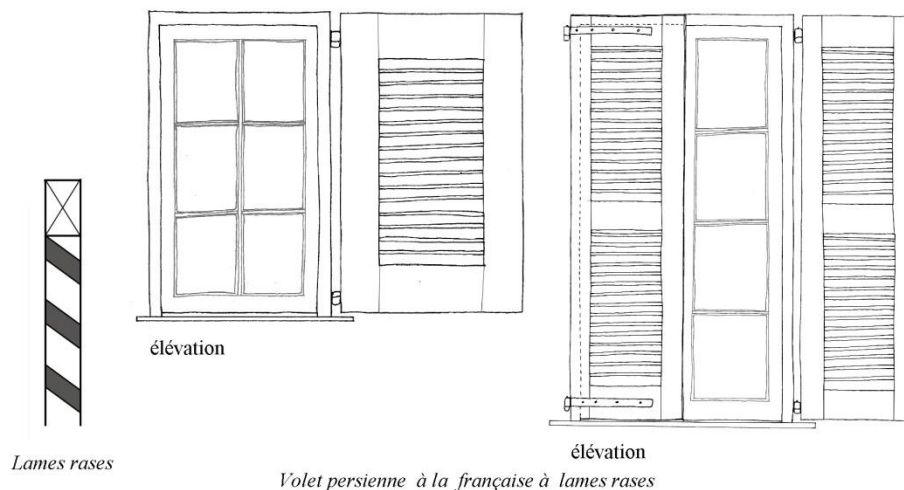 élévation
élévation
Lames rases
Volet persienne à la française à lames rases